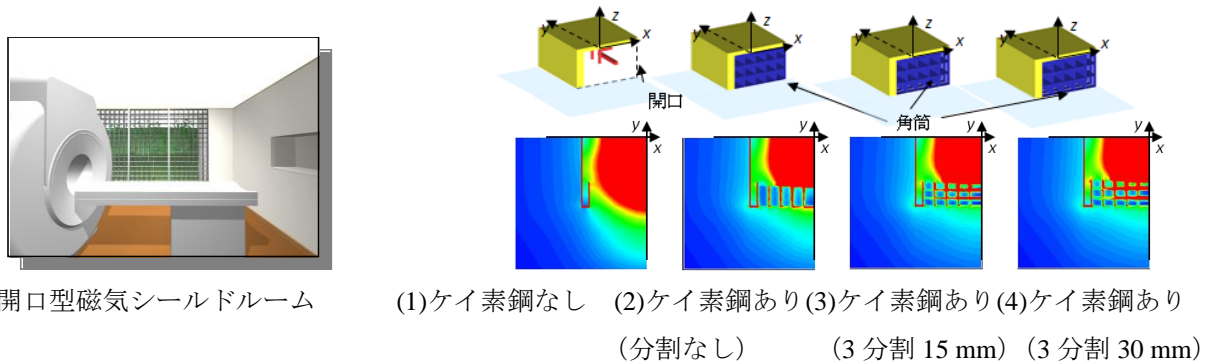 z
y
x
z
y
x
z
y
x
z
y
x
開口
角筒
y
x
y
x
y
x
y
x
開口型磁気シールドルーム
(1)ケイ素鋼なし
(2)ケイ素鋼あり
(3)ケイ素鋼あり
(4)ケイ素鋼あり
（分割なし）
（3 分割 15 mm）
（3 分割 30 mm）